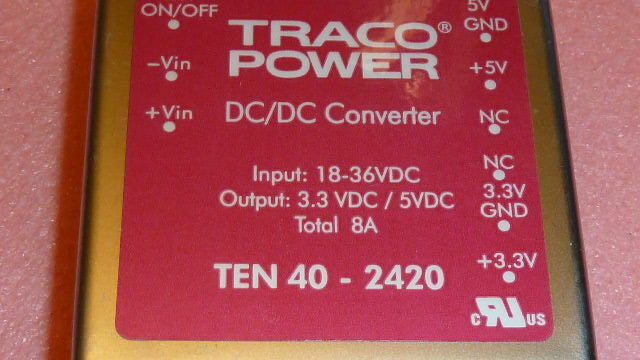 ON/OFF
−Vin
+Vin
TRACO®
POWER
DC/DC Converter
Input: 18-36VDC
Output: 3.3 VDC / 5VDC
Total 8A
TEN 40 - 2420
5V
GND
+5V
NC
NC
3.3V
GND
+3.3V
c RU US